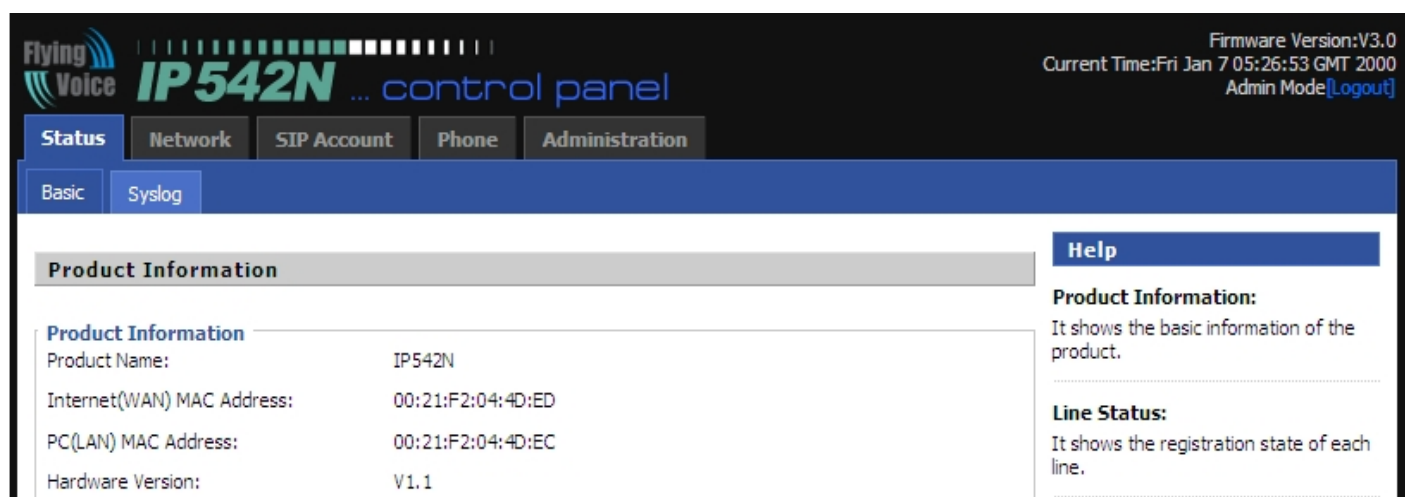 Flying Voice
IP542N ... control panel
Firmware Version:V3.0
Current Time:Fri Jan 7 05:26:53 GMT 2000
Admin Mode[Logout]
Status Network SIP Account Phone Administration
Basic Syslog
Product Information
Product Information
Product Name: IP542N
Internet(WAN) MAC Address: 00:21:F2:04:4D:ED
PC(LAN) MAC Address: 00:21:F2:04:4D:EC
Hardware Version: V1.1
Help
Product Information:
It shows the basic information of the
product.
Line Status:
It shows the registration state of each
line.